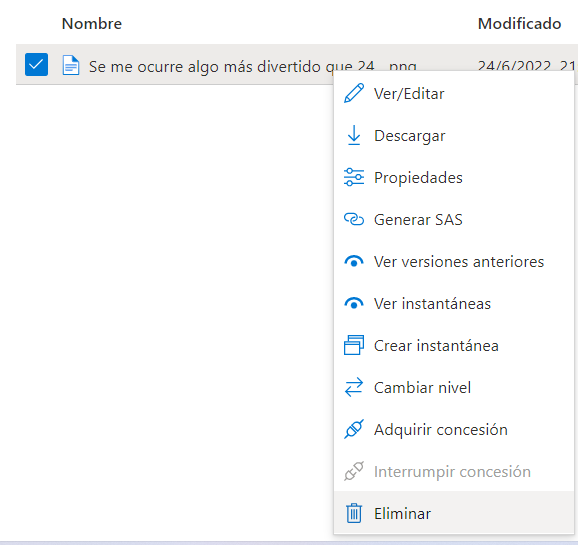 Nombre Modificado
Se me ocurre algo más divertido que 24_ png 24/6/2022, 21
Ver/Editar
Descargar
Propiedades
Generar SAS
Ver versiones anteriores
Ver instantáneas
Crear instantánea
Cambiar nivel
Adquirir concesión
Interrumpir concesión
Eliminar